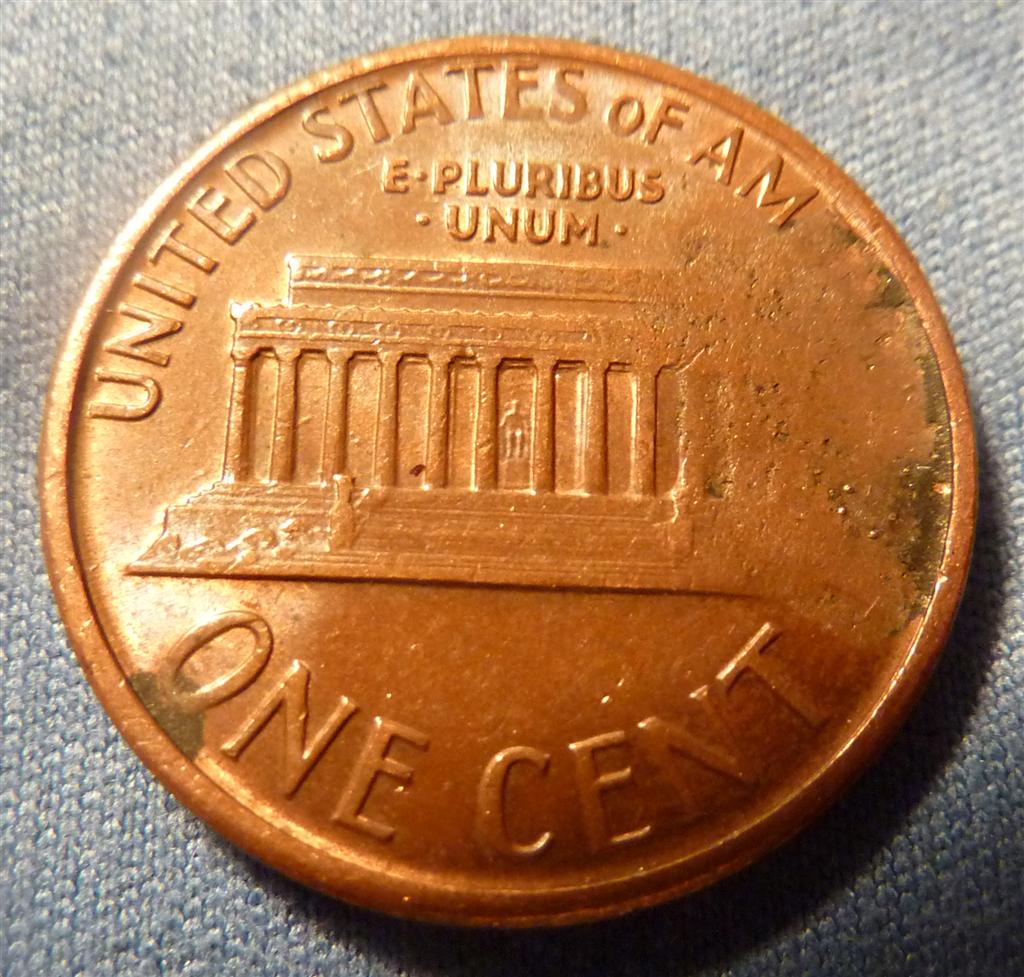 UNITED STATES OF AM
E·PLURIBUS
·UNUM·
ONE CENT